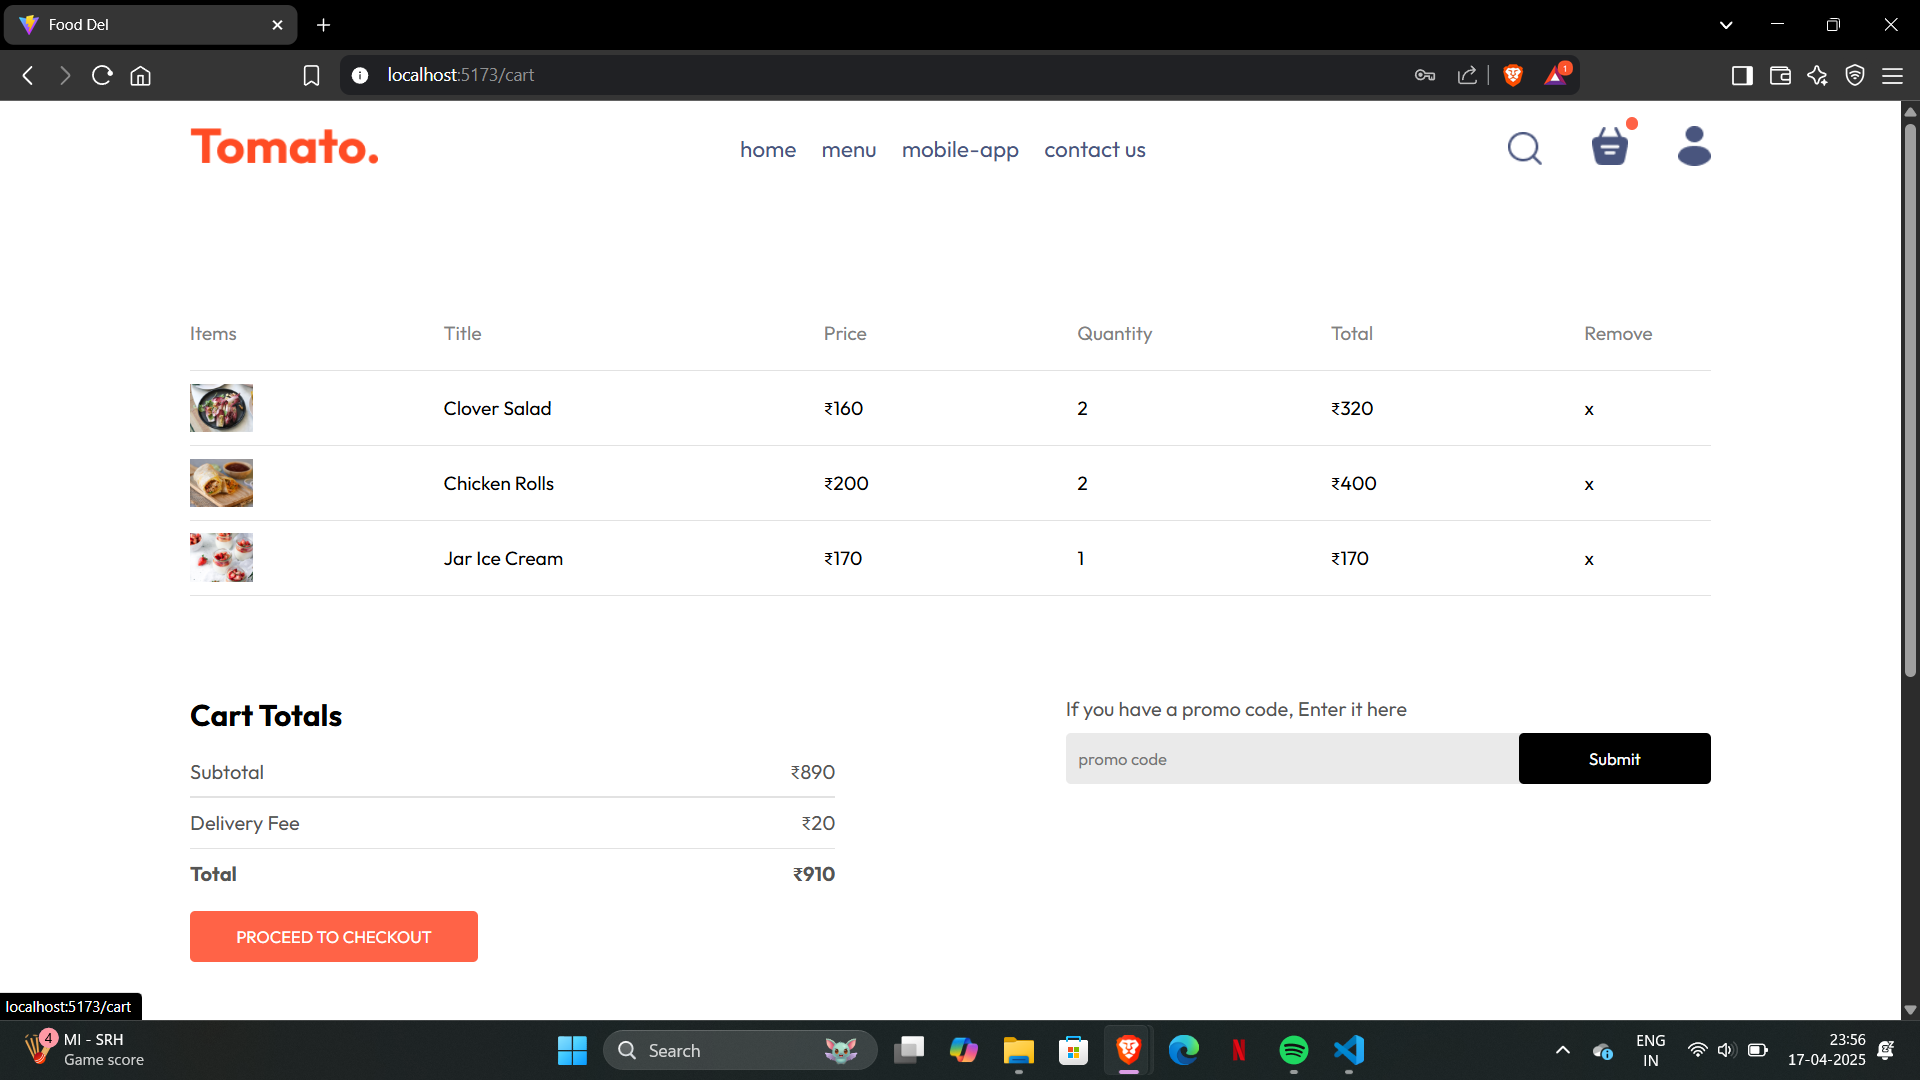 Food Del
localhost:5173/cart
1
Tomato.
home menu mobile-app contact us
Items Title Price Quantity Total Remove
Clover Salad ₹160 2 ₹320 x
Chicken Rolls ₹200 2 ₹400 x
Jar Ice Cream ₹170 1 ₹170 x
Cart Totals
Subtotal ₹890
Delivery Fee ₹20
Total ₹910
PROCEED TO CHECKOUT
If you have a promo code, Enter it here
promo code Submit
localhost:5173/cart
4
MI - SRH
Game score
Search
N
ENG
IN
23:56
17-04-2025